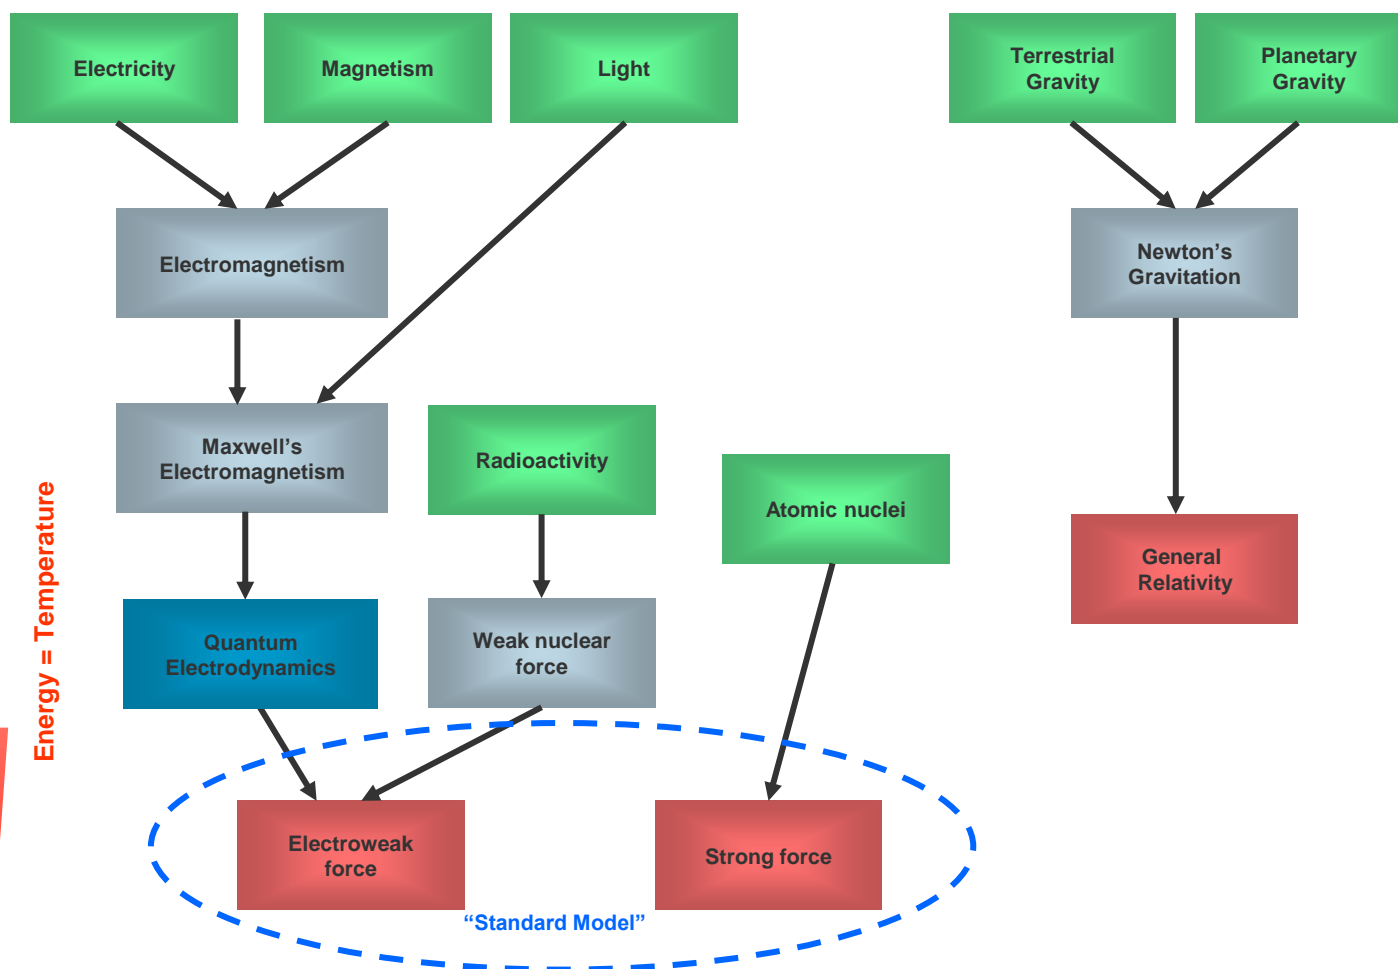 Electricity
Magnetism
Light
Terrestrial
Gravity
Planetary
Gravity
Electromagnetism
Newton’s
Gravitation
Maxwell’s
Electromagnetism
Radioactivity
Atomic nuclei
General
Relativity
Energy = Temperature
Quantum
Electrodynamics
Weak nuclear
force
Electroweak
force
Strong force
“Standard Model”